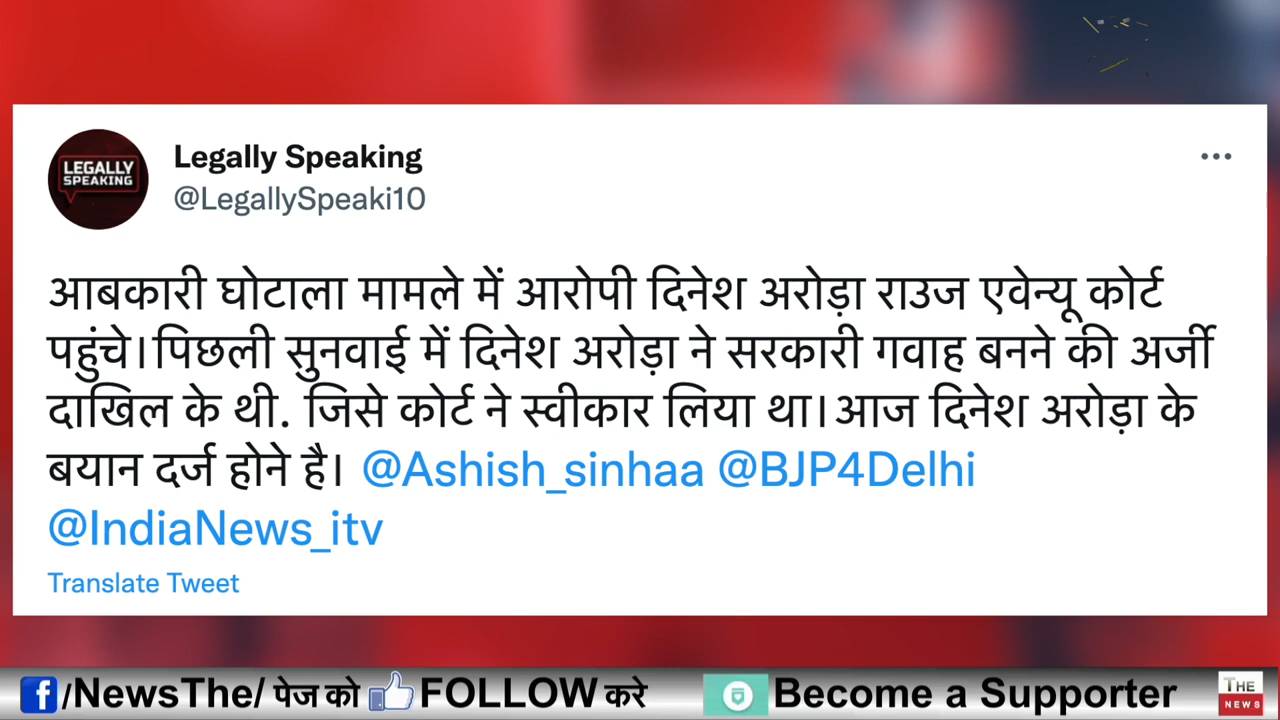 LEGALLY
SPEAKING
Legally Speaking
@LegallySpeaki10
आबकारी घोटाला मामले में आरोपी दिनेश अरोड़ा राउज एवेन्यू कोर्ट
पहुंचे।पिछली सुनवाई में दिनेश अरोड़ा ने सरकारी गवाह बनने की अर्जी
दाखिल के थी. जिसे कोर्ट ने स्वीकार लिया था।आज दिनेश अरोड़ा के
बयान दर्ज होने है। @Ashish_sinhaa @BJP4Delhi
@IndiaNews_itv
Translate Tweet
f/NewsThe/ पेज को FOLLOW करे Become a Supporter
THE
NEWS